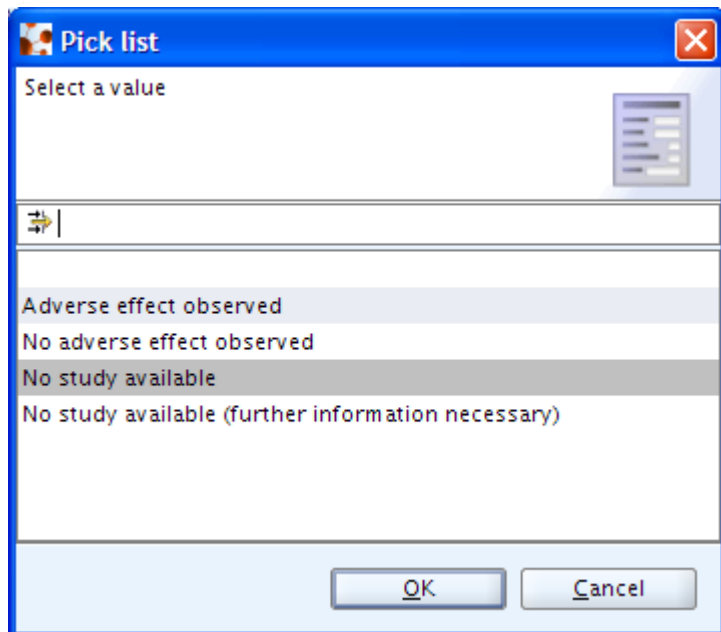 Pick list
Select a value
Adverse effect observed
No adverse effect observed
No study available
No study available (further information necessary)
OK
Cancel